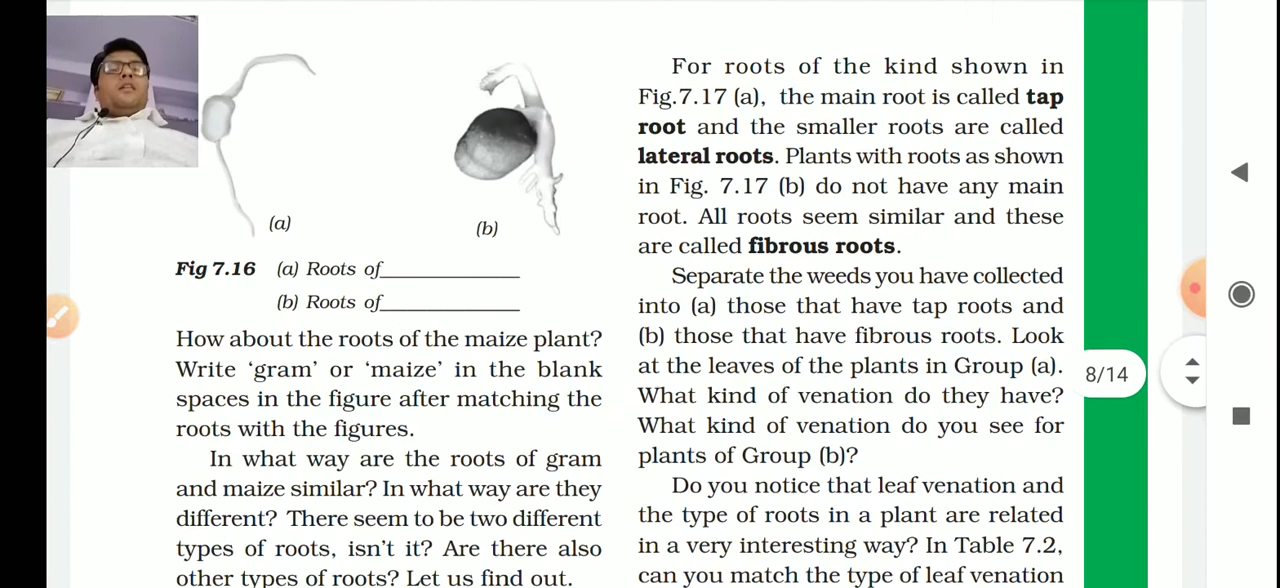 (a)
(b)
Fig 7.16 (a) Roots of______________
(b) Roots of______________
How about the roots of the maize plant?
Write ‘gram’ or ‘maize’ in the blank
spaces in the figure after matching the
roots with the figures.
In what way are the roots of gram
and maize similar? In what way are they
different? There seem to be two different
types of roots, isn’t it? Are there also
other types of roots? Let us find out.
For roots of the kind shown in
Fig.7.17 (a), the main root is called tap
root and the smaller roots are called
lateral roots. Plants with roots as shown
in Fig. 7.17 (b) do not have any main
root. All roots seem similar and these
are called fibrous roots.
Separate the weeds you have collected
into (a) those that have tap roots and
(b) those that have fibrous roots. Look
at the leaves of the plants in Group (a).
What kind of venation do they have?
What kind of venation do you see for
plants of Group (b)?
Do you notice that leaf venation and
the type of roots in a plant are related
in a very interesting way? In Table 7.2,
can you match the type of leaf venation
8/14